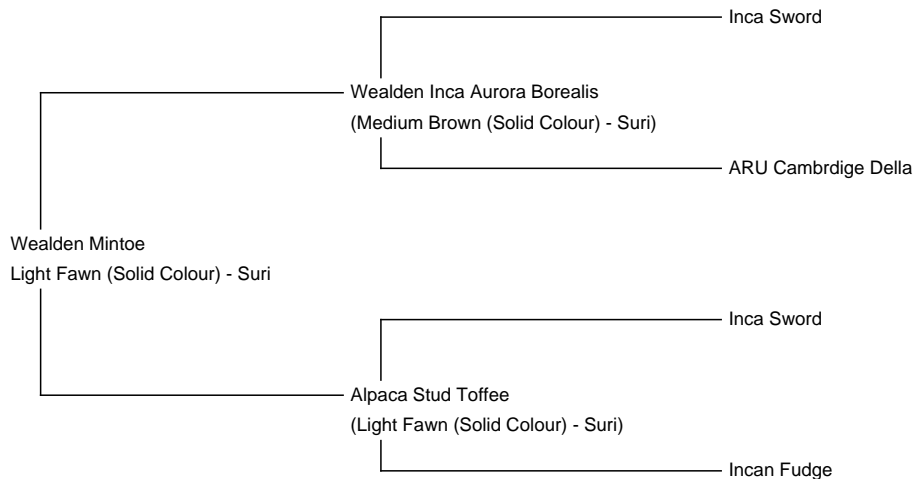 Inca Sword
Wealden Inca Aurora Borealis
(Medium Brown (Solid Colour) - Suri)
ARU Cambrdige Della
Wealden Mintoe
Light Fawn (Solid Colour) - Suri
Inca Sword
Alpaca Stud Toffee
(Light Fawn (Solid Colour) - Suri)
Incan Fudge